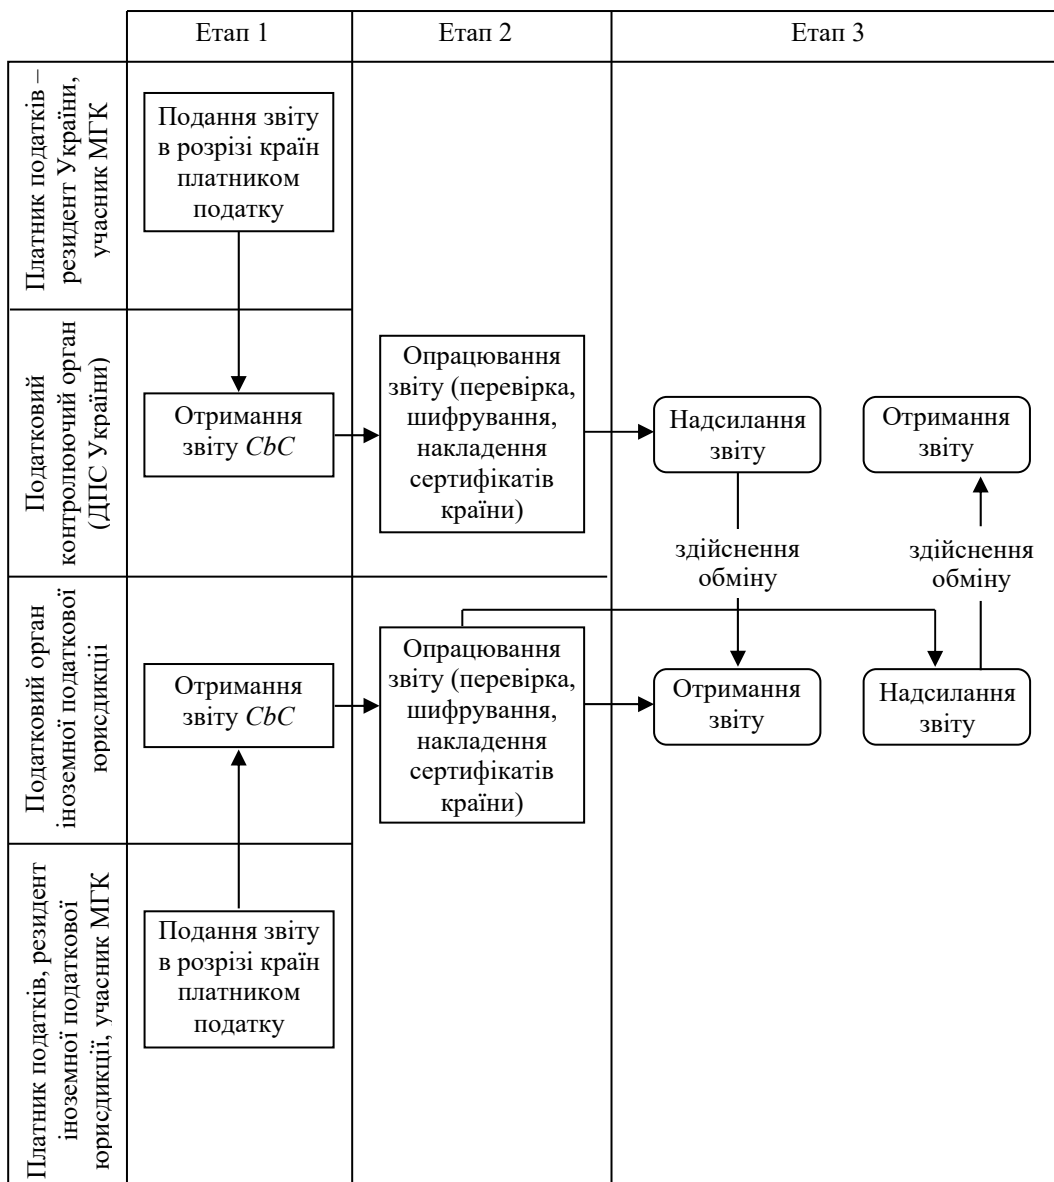 Етап 1
Етап 2
Етап 3
Платник податків –
резидент України,
учасник МГК
Подання звіту
в розрізі країн
платником
податку
Податковий
контролюючий орган
(ДПС України)
Отримання
звіту CbC
Опрацювання
звіту (перевірка,
шифрування,
накладення
сертифікатів
країни)
Надсилання
звіту
Отримання
звіту
здійснення
обміну
здійснення
обміну
Податковий орган
іноземної податкової
юрисдикції
Отримання
звіту CbC
Опрацювання
звіту (перевірка,
шифрування,
накладення
сертифікатів
країни)
Отримання
звіту
Надсилання
звіту
Платник податків, резидент
іноземної податкової
юрисдикції, учасник МГК
Подання звіту
в розрізі країн
платником
податку